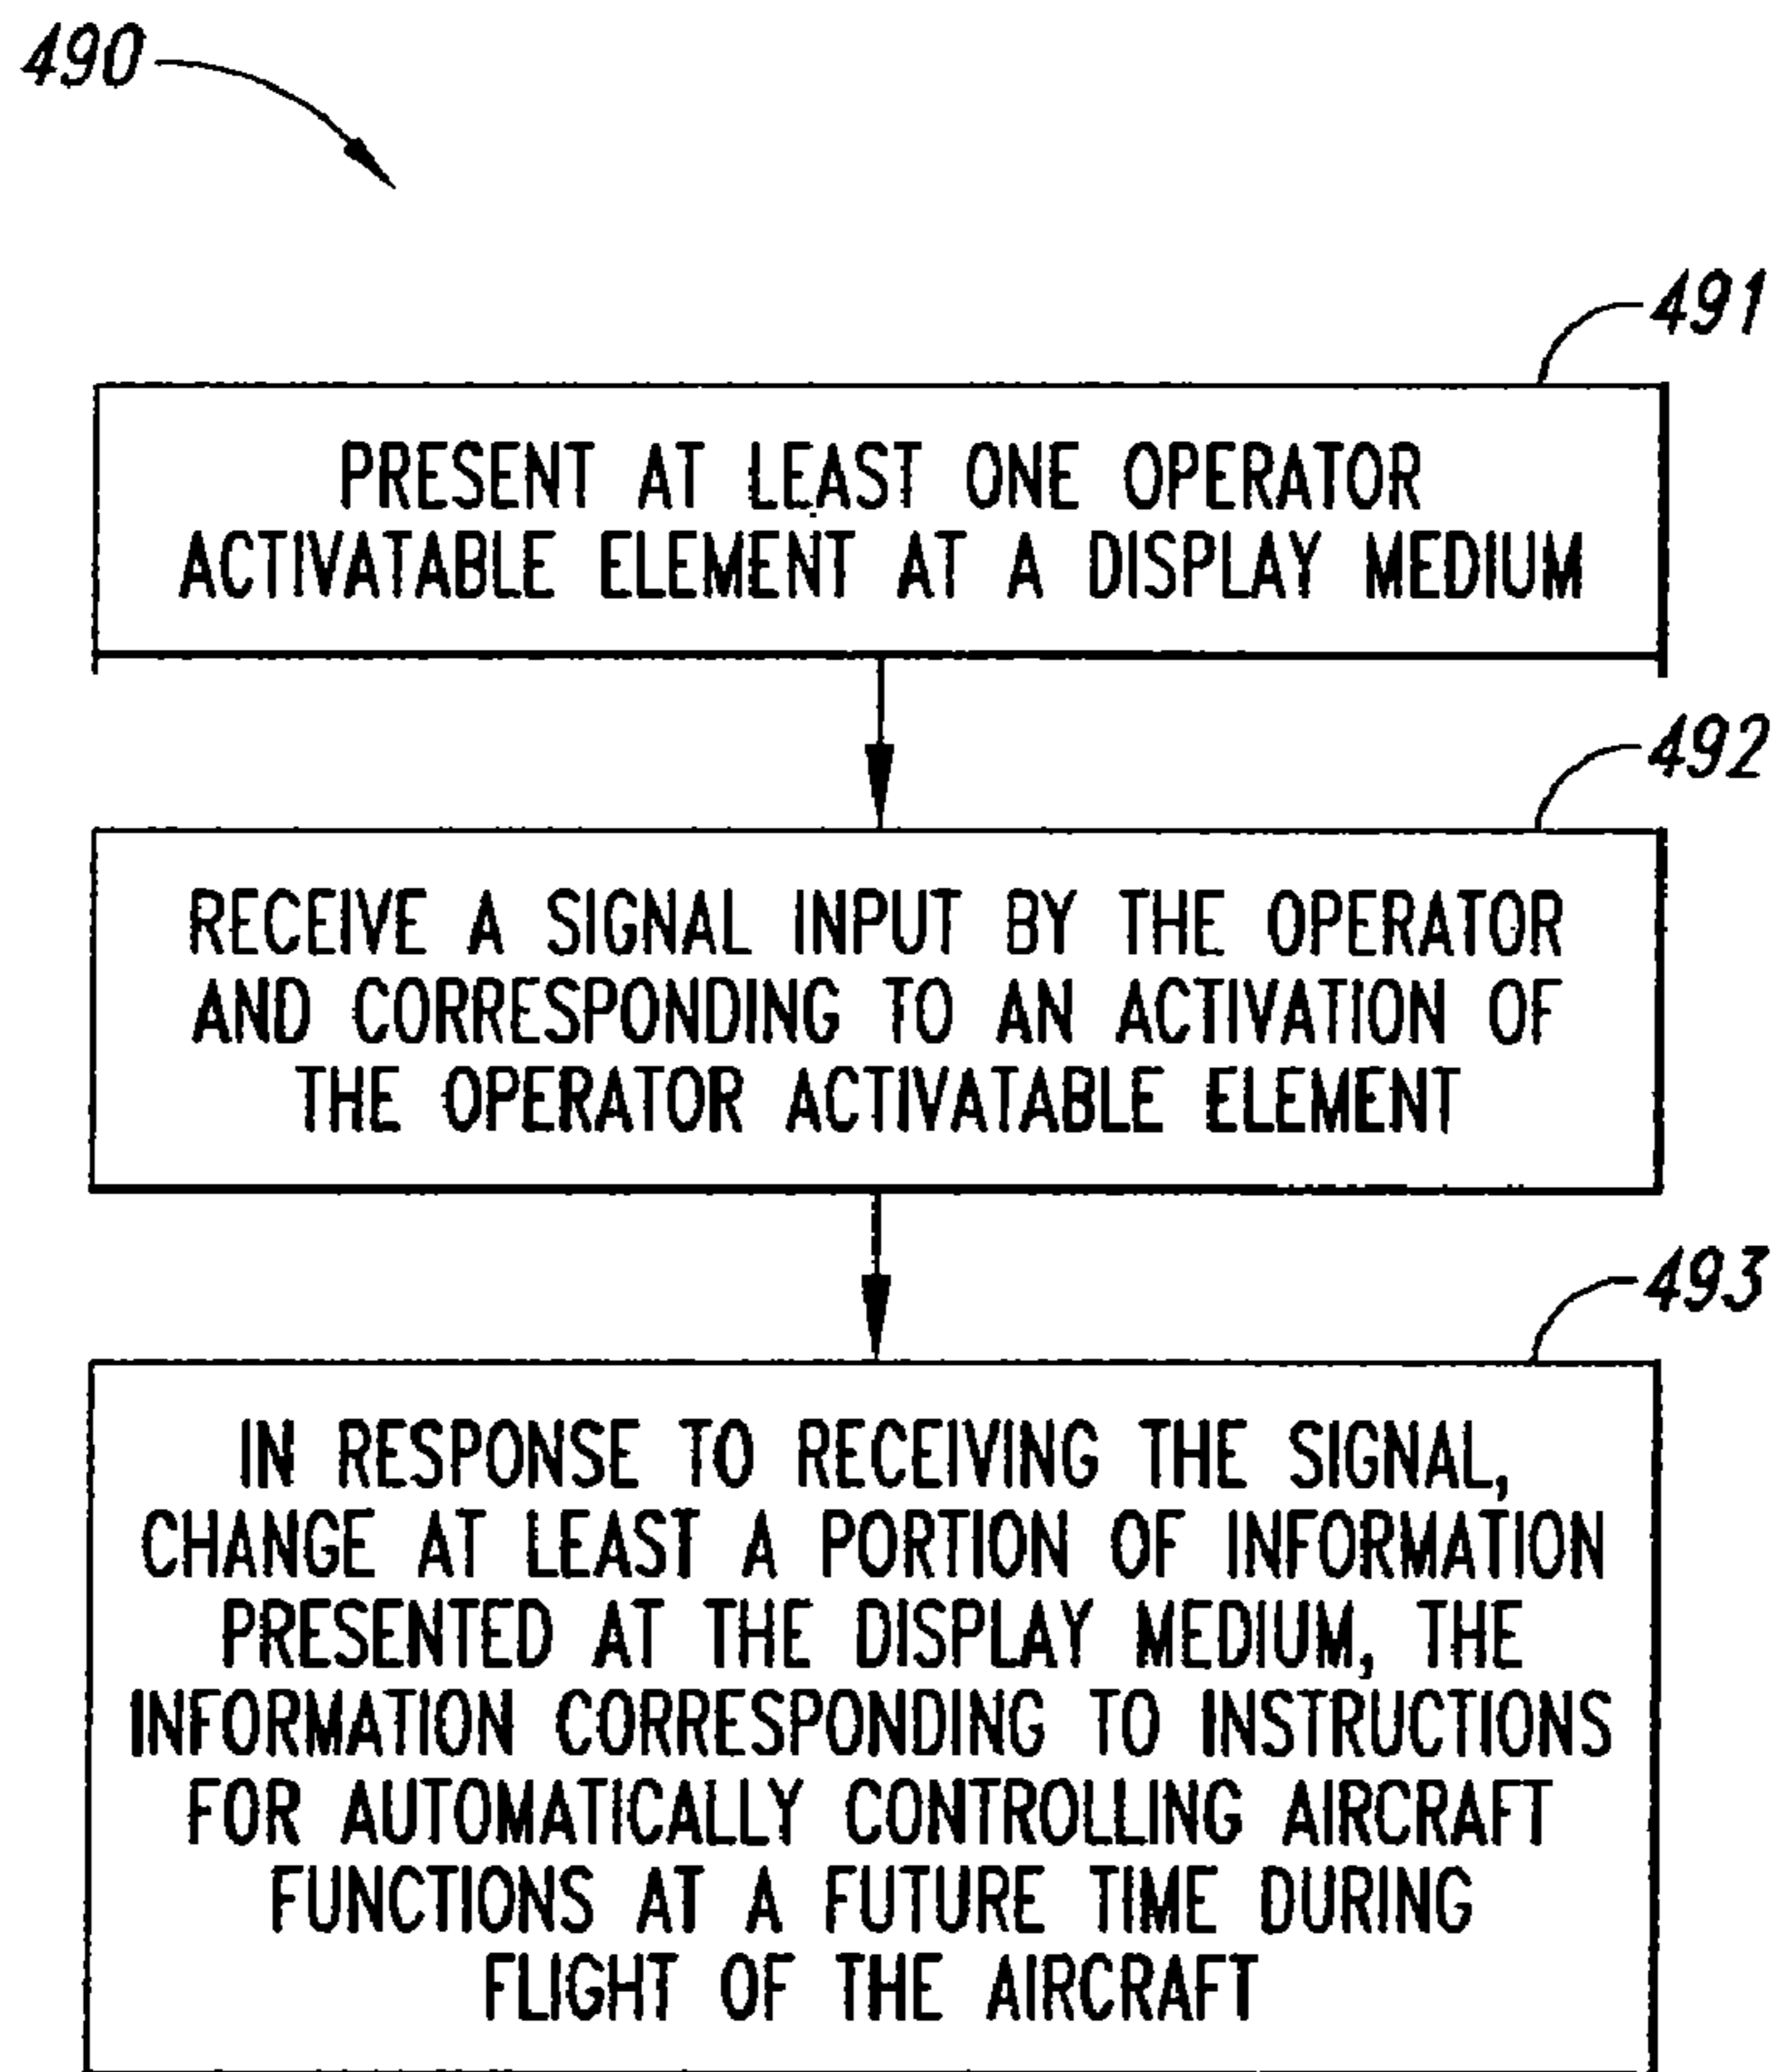 490
491
PRESENT AT LEAST ONE OPERATOR
ACTIVATABLE ELEMENT AT A DISPLAY MEDIUM
492
RECEIVE A SIGNAL INPUT BY THE OPERATOR
AND CORRESPONDING TO AN ACTIVATION OF
THE OPERATOR ACTIVATABLE ELEMENT
493
IN RESPONSE TO RECEIVING THE SIGNAL,
CHANGE AT LEAST A PORTION OF INFORMATION
PRESENTED AT THE DISPLAY MEDIUM, THE
INFORMATION CORRESPONDING TO INSTRUCTIONS
FOR AUTOMATICALLY CONTROLLING AIRCRAFT
FUNCTIONS AT A FUTURE TIME DURING
FLIGHT OF THE AIRCRAFT